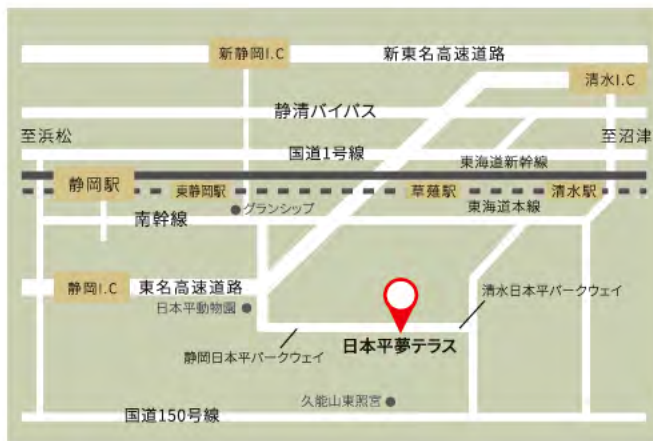 新静岡I.C
新東名高速道路
清水I.C
静清バイパス
至浜松
至沼津
国道1号線
東海道新幹線
静岡駅
東静岡駅
草薙駅
清水駅
グランシップ
東海道本線
南幹線
静岡I.C
東名高速道路
清水日本平パークウェイ
日本平動物園
日本平夢テラス
静岡日本平パークウェイ
久能山東照宮
国道150号線